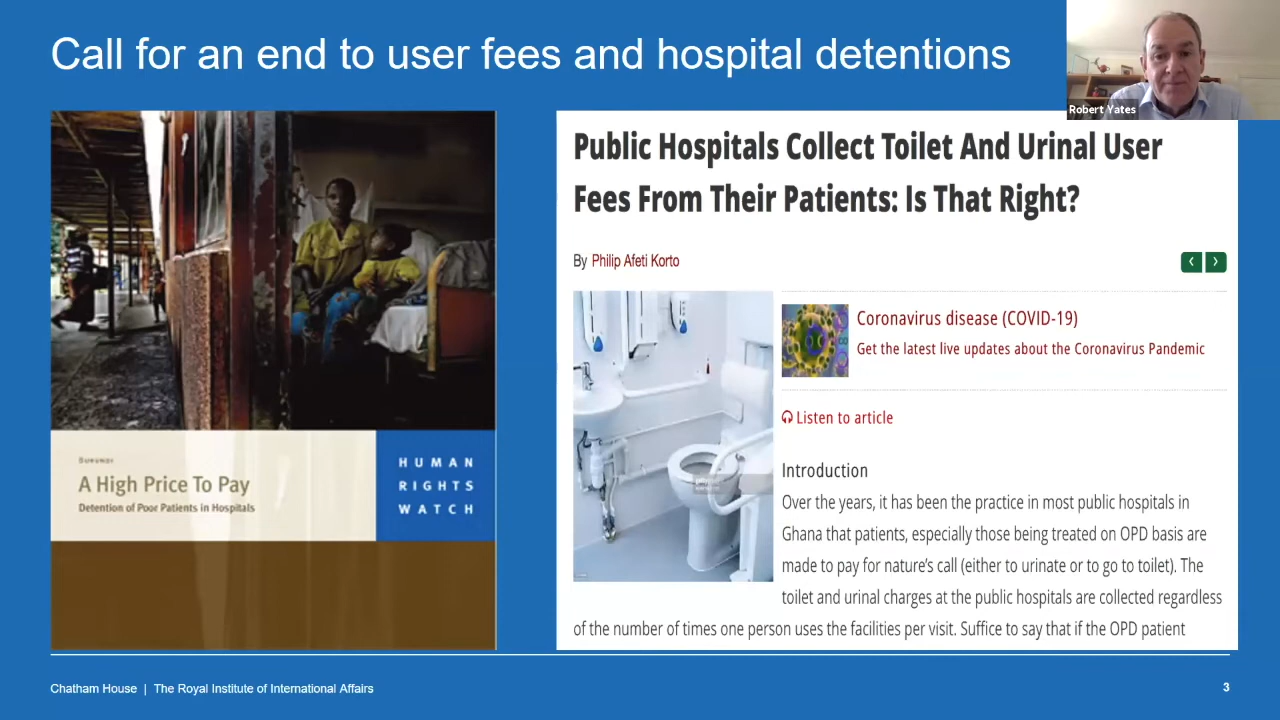 Call for an end to user fees and hospital detentions
Robert Yates
BURUNDI
A High Price To Pay
Detention of Poor Patients in Hospitals
HUMAN
RIGHTS
WATCH
Public Hospitals Collect Toilet And Urinal User
Fees From Their Patients: Is That Right?
By Philip Afeti Korto
Coronavirus disease (COVID-19)
Get the latest live updates about the Coronavirus Pandemic
Listen to article
Introduction
Over the years, it has been the practice in most public hospitals in
Ghana that patients, especially those being treated on OPD basis are
made to pay for nature's call (either to urinate or to go to toilet). The
toilet and urinal charges at the public hospitals are collected regardless
of the number of times one person uses the facilities per visit. Suffice to say that if the OPD patient
Chatham House | The Royal Institute of International Affairs
3